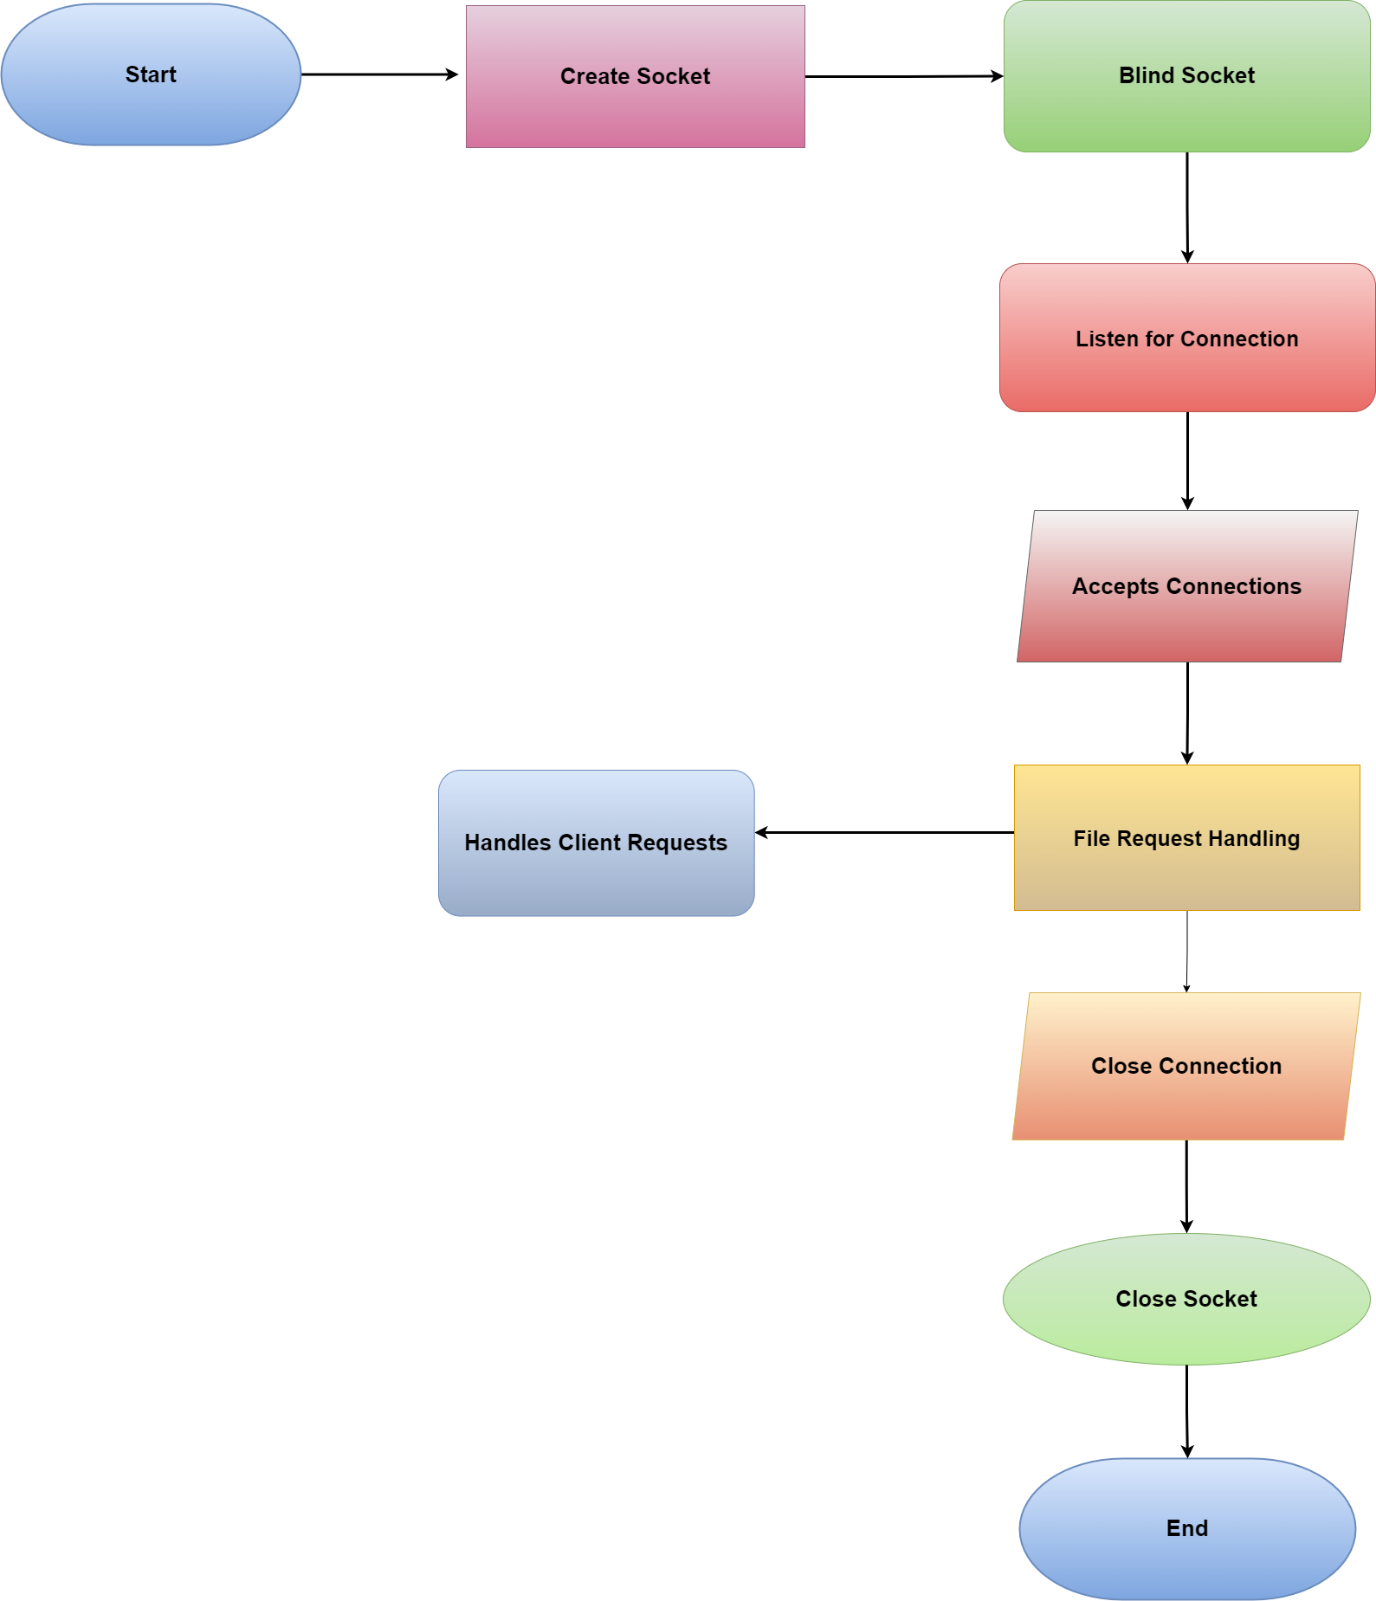 Start
Create Socket
Blind Socket
Listen for Connection
Accepts Connections
Handles Client Requests
File Request Handling
Close Connection
Close Socket
End